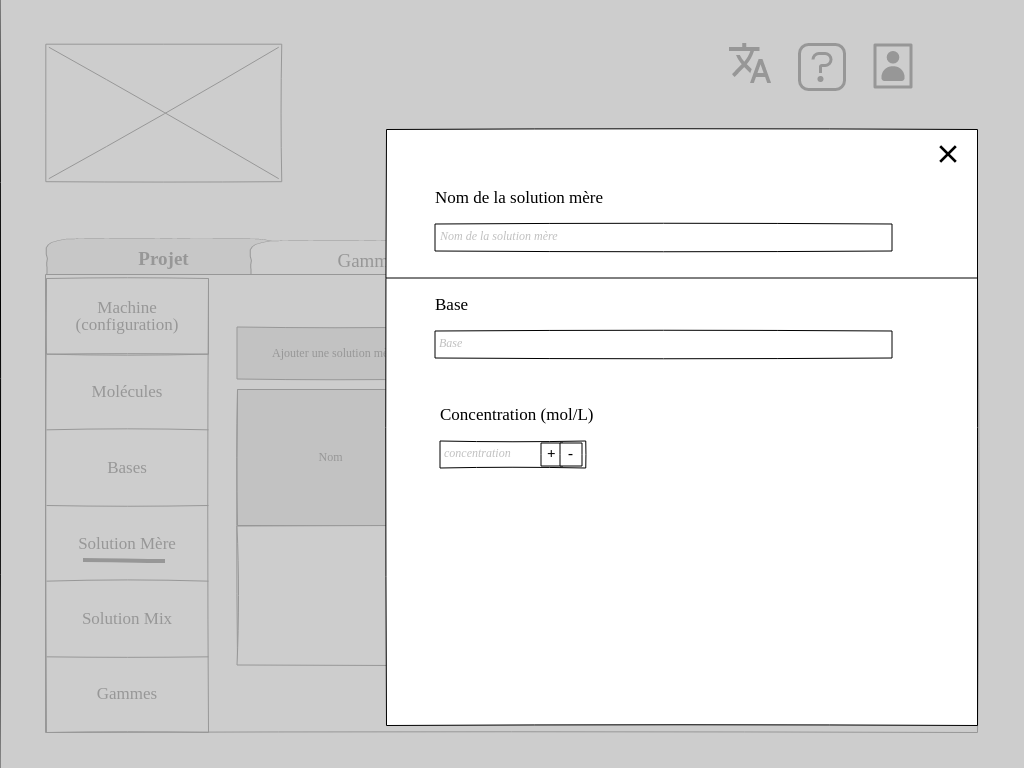 Nom de la solution mère
Nom de la solution mère
Projet
Gamm
Base
Machine
(configuration)
Base
Ajouter une solution m
Molécules
Concentration (mol/L)
concentration + -
Nom
Bases
Solution Mère
Solution Mix
Gammes